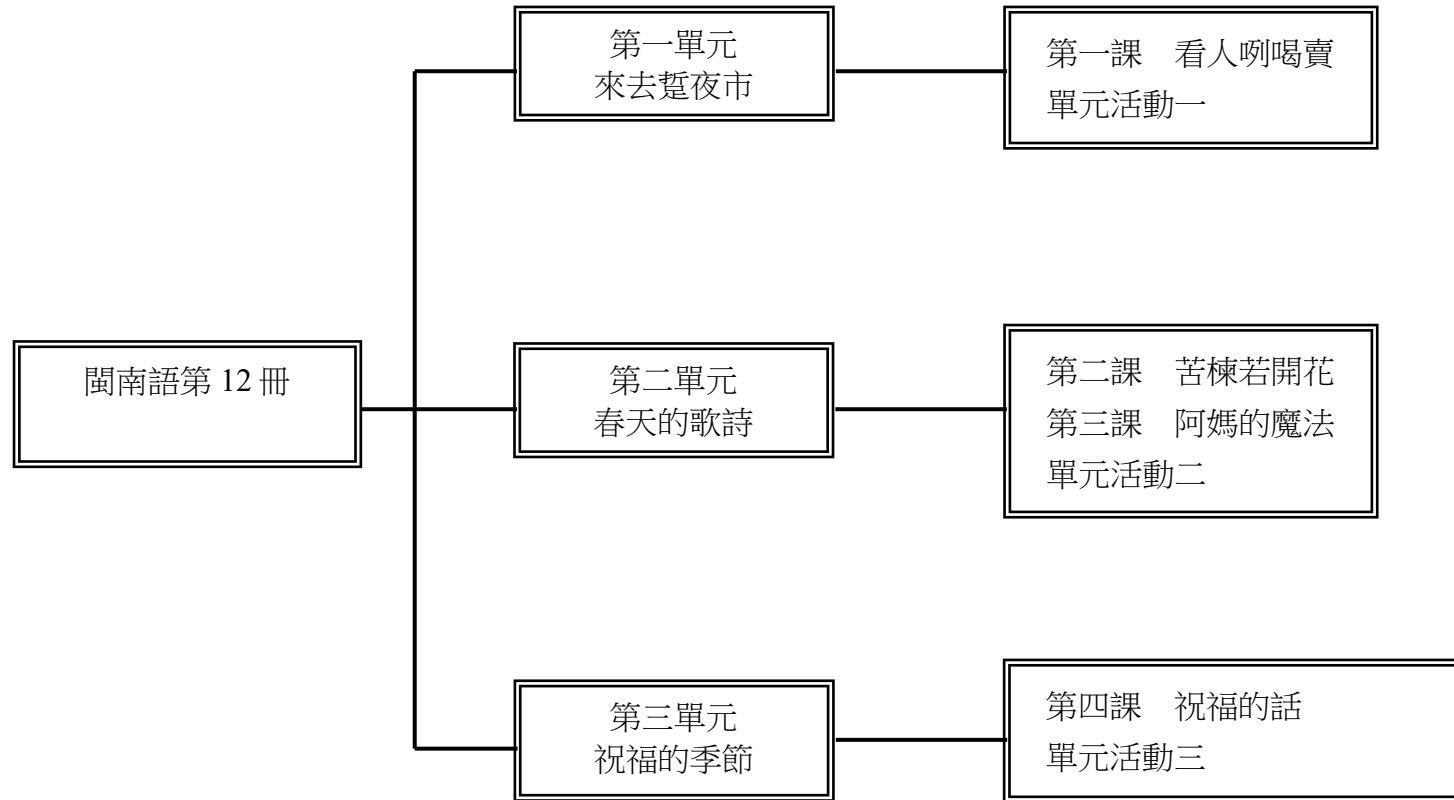 閩南語第 12 冊
第一單元
來去踅夜市
第一課　看人咧喝賣
單元活動一
第二單元
春天的歌詩
第二課　苦楝若開花
第三課　阿媽的魔法
單元活動二
第三單元
祝福的季節
第四課　祝福的話
單元活動三